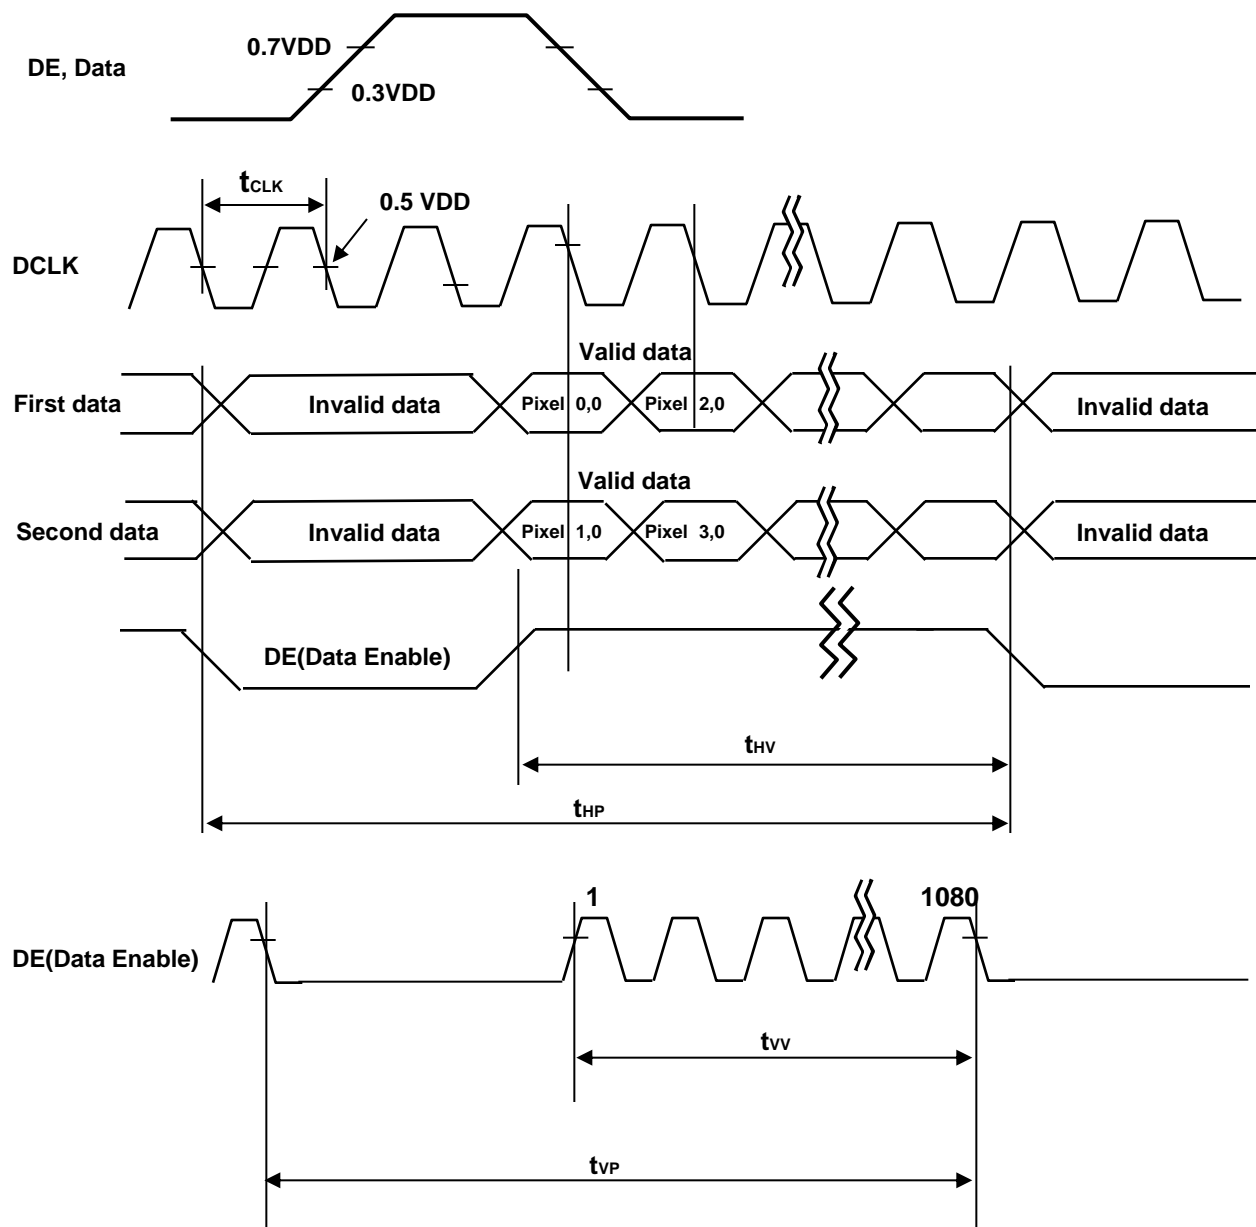 0.7VDD
DE, Data
0.3VDD
tCLK
0.5 VDD
DCLK
Valid data
First data
Invalid data
Pixel 0,0
Pixel 2,0
Invalid data
Valid data
Second data
Invalid data
Pixel 1,0
Pixel 3,0
Invalid data
DE(Data Enable)
tHV
tHP
1
1080
DE(Data Enable)
tVV
tVP